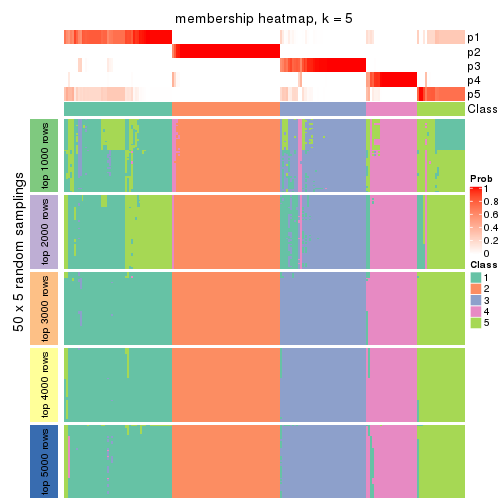 membership heatmap, k = 5
p1
p2
p3
p4
p5
Class
50 x 5 random samplings
top 1000 rows
top 2000 rows
top 3000 rows
top 4000 rows
top 5000 rows
Prob
1
0.8
0.6
0.4
0.2
0
Class
1
2
3
4
5